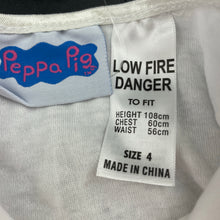 Peppa Pig
LOW FIRE
DANGER
TO FIT
HEIGHT 108cm
CHEST 60cm
WAIST 56cm
SIZE 4
MADE IN CHINA